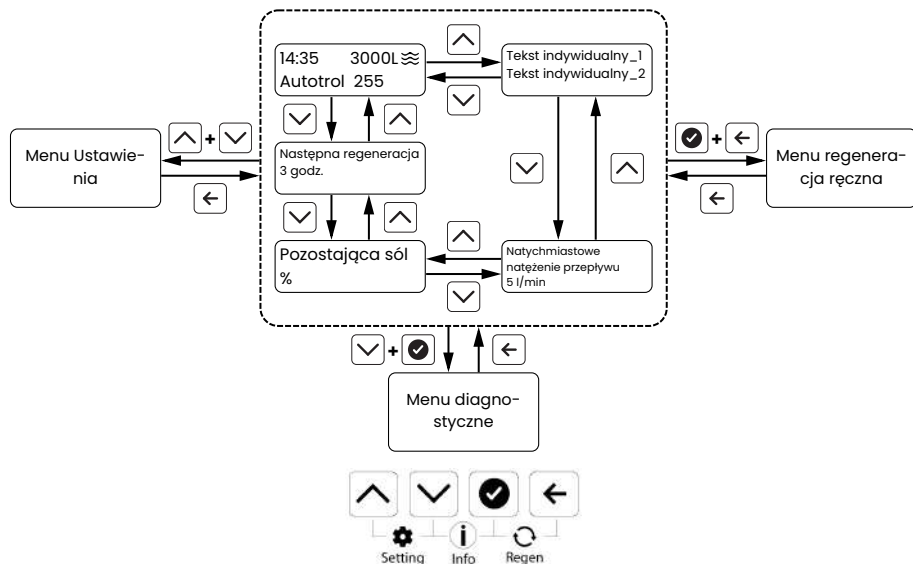 14:35 3000L
Autotrol 255
Tekst indywidualny_1
Tekst indywidualny_2
+
Menu Ustawie-
nia
Następna regeneracja
3 godz.
+
Menu regenera-
cja ręczna
Pozostająca sól
%
Natychmiastowe
natężenie przepływu
5 l/min
+
Menu diagno-
styczne
Setting
Info
Regen